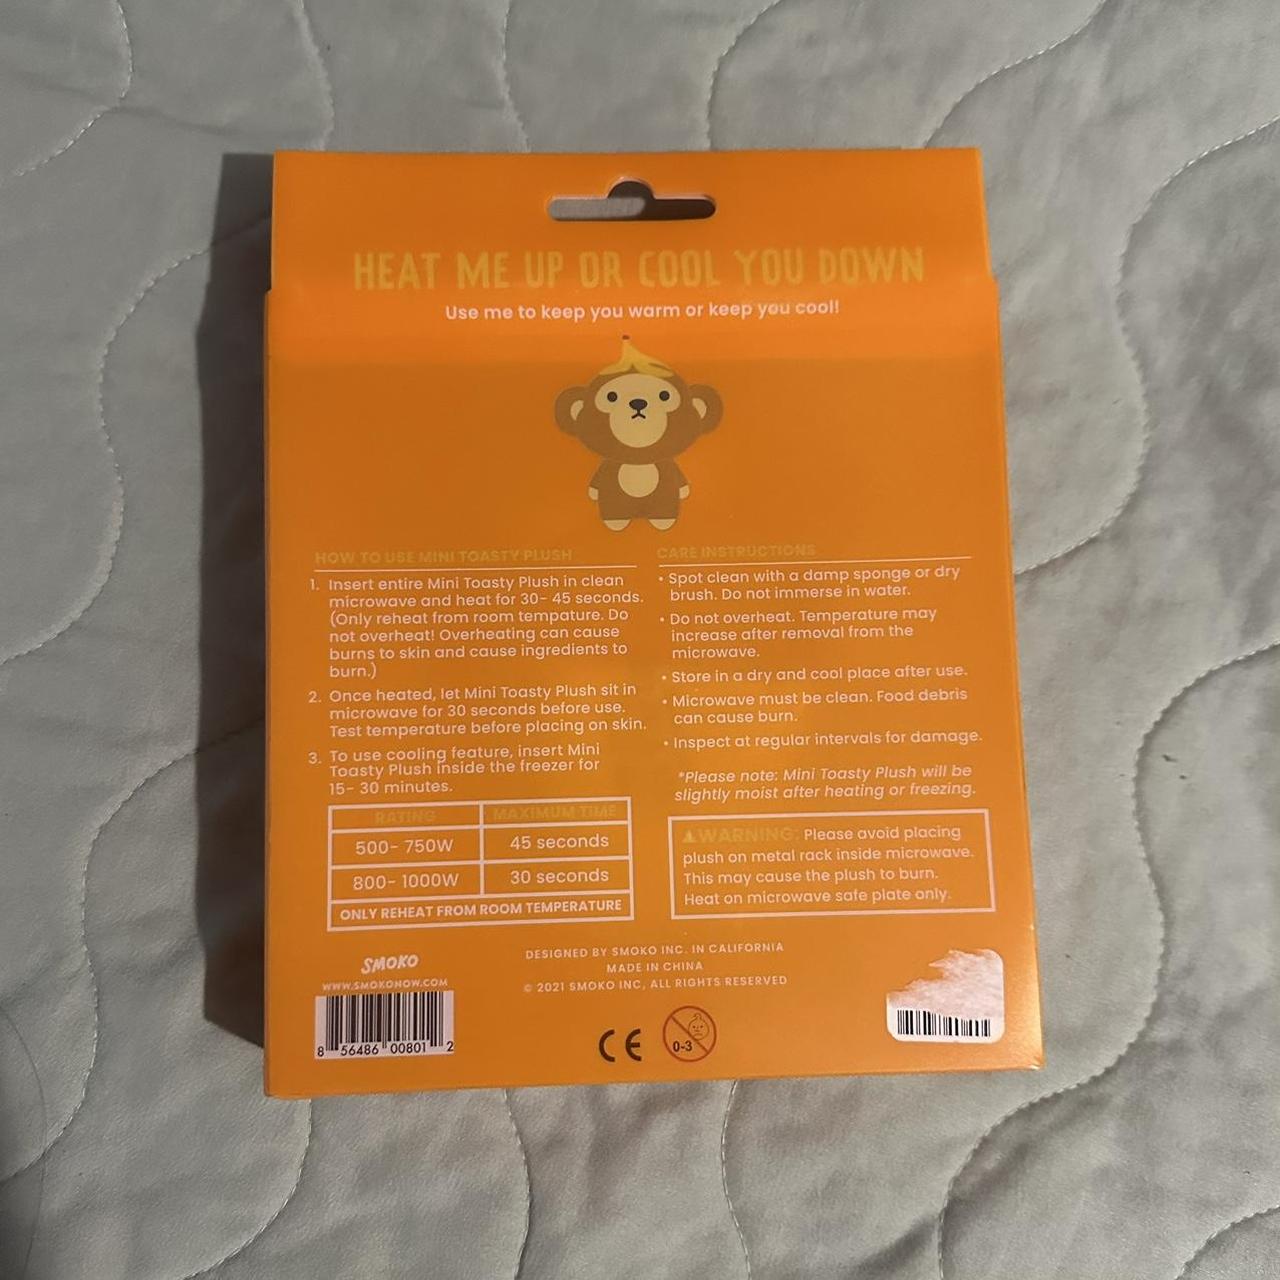 HEAT ME UP OR COOL YOU DOWN
Use me to keep you warm or keep you cool!
HOW TO USE MINI TOASTY PLUSH
1. Insert entire Mini Toasty Plush in clean
microwave and heat for 30- 45 seconds.
(Only reheat from room tempature. Do
not overheat! Overheating can cause
burns to skin and cause ingredients to
burn.)
2. Once heated, let Mini Toasty Plush sit in
microwave for 30 seconds before use.
Test temperature before placing on skin.
3. To use cooling feature, insert Mini
Toasty Plush inside the freezer for
15- 30 minutes.
RATING MAXIMUM TIME
500- 750W 45 seconds
800- 1000W 30 seconds
ONLY REHEAT FROM ROOM TEMPERATURE
CARE INSTRUCTIONS
• Spot clean with a damp sponge or dry
brush. Do not immerse in water.
• Do not overheat. Temperature may
increase after removal from the
microwave.
• Store in a dry and cool place after use.
• Microwave must be clean. Food debris
can cause burn.
• Inspect at regular intervals for damage.
*Please note: Mini Toasty Plush will be
slightly moist after heating or freezing.
WARNING: Please avoid placing
plush on metal rack inside microwave.
This may cause the plush to burn.
Heat on microwave safe plate only.
SMOKO
WWW.SMOKONOW.COM
8 56486 00801 2
DESIGNED BY SMOKO INC. IN CALIFORNIA
MADE IN CHINA
© 2021 SMOKO INC, ALL RIGHTS RESERVED
CE
0-3